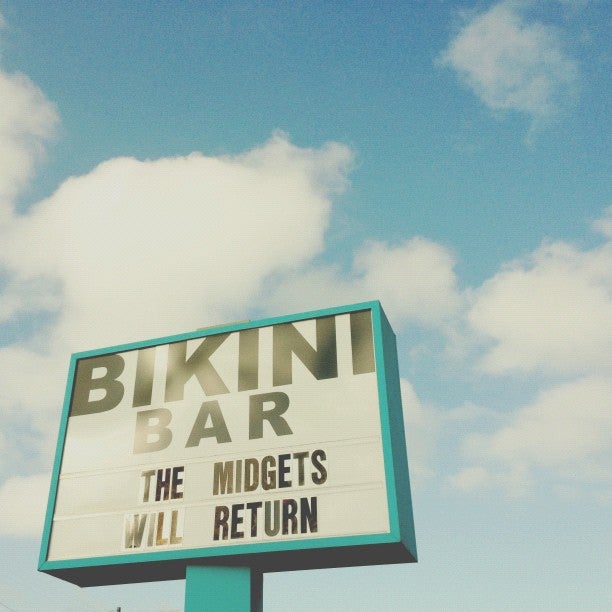 BIKINI
BAR
THE MIDGETS
WILL RETURN